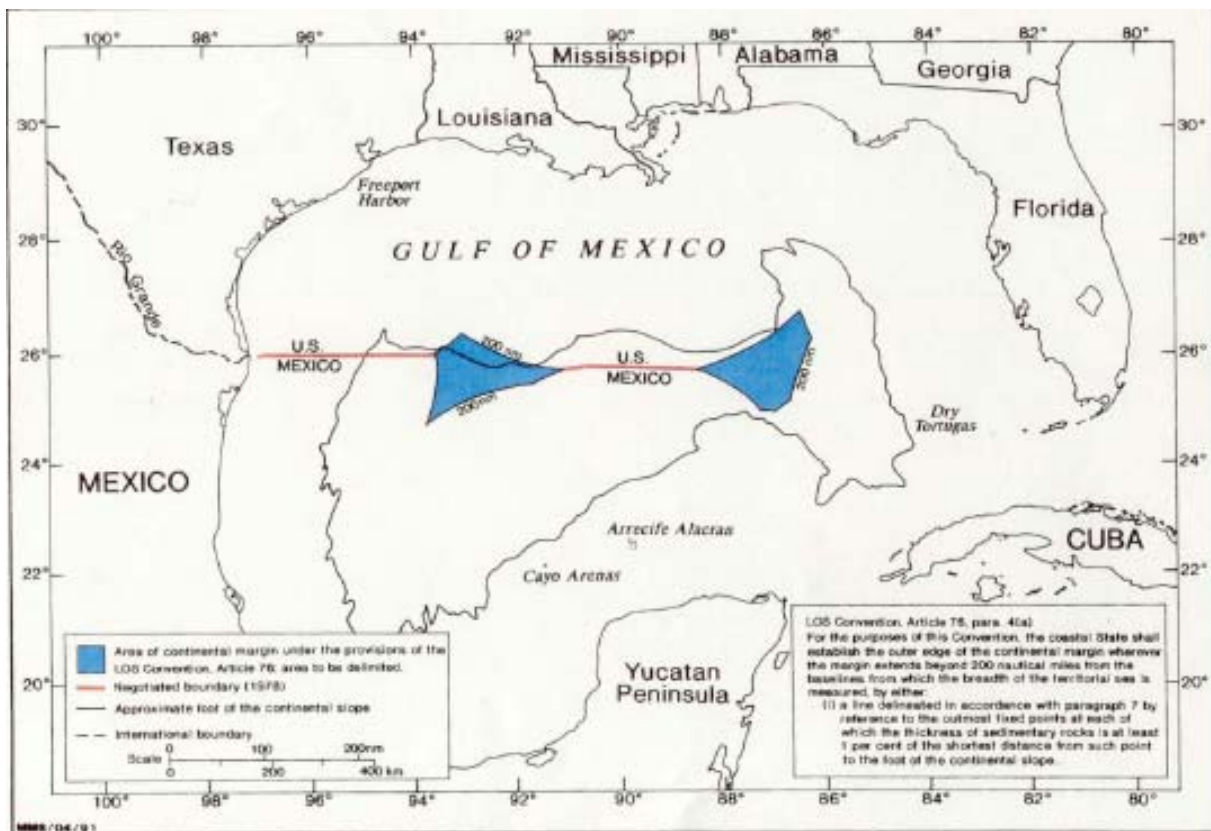 100° 98° 96° 94° 92° 90° 88° 86° 84° 82° 80°
Mississippi Alabama
Georgia
Louisiana
Texas
30° 30°
Freeport
Harbor
Florida
28° 28°
GULF OF MEXICO
Rio Grande
200 nm
26° 26°
U.S.
MEXICO
U.S.
MEXICO
200nm
200 nm
Dry
Tortugas
24° 24°
MEXICO
Arrecife Alacran
CUBA
Cayo Arenas
22° 22°
Area of continental margin under the provisions of the
LOS Convention, Article 76; area to be delimited.
Negotiated boundary (1978)
Approximate foot of the continental slope
International boundary
0 100 200nm
Scale
0 200 400 km
Yucatan
Peninsula
LOS Convention, Article 76, para. 4(a)
For the purposes of this Convention, the coastal State shall
establish the outer edge of the continental margin wherever
the margin extends beyond 200 nautical miles from the
baselines from which the breadth of the territorial sea is
measured, by either:
(i) a line delineated in accordance with paragraph 7 by
reference to the outmost fixed points at each of
which the thickness of sedimentary rocks is at least
1 per cent of the shortest distance from such point
to the foot of the continental slope.
20° 20°
100° 98° 96° 94° 92° 90° 88° 86° 84° 82° 80°
MMS/04/91